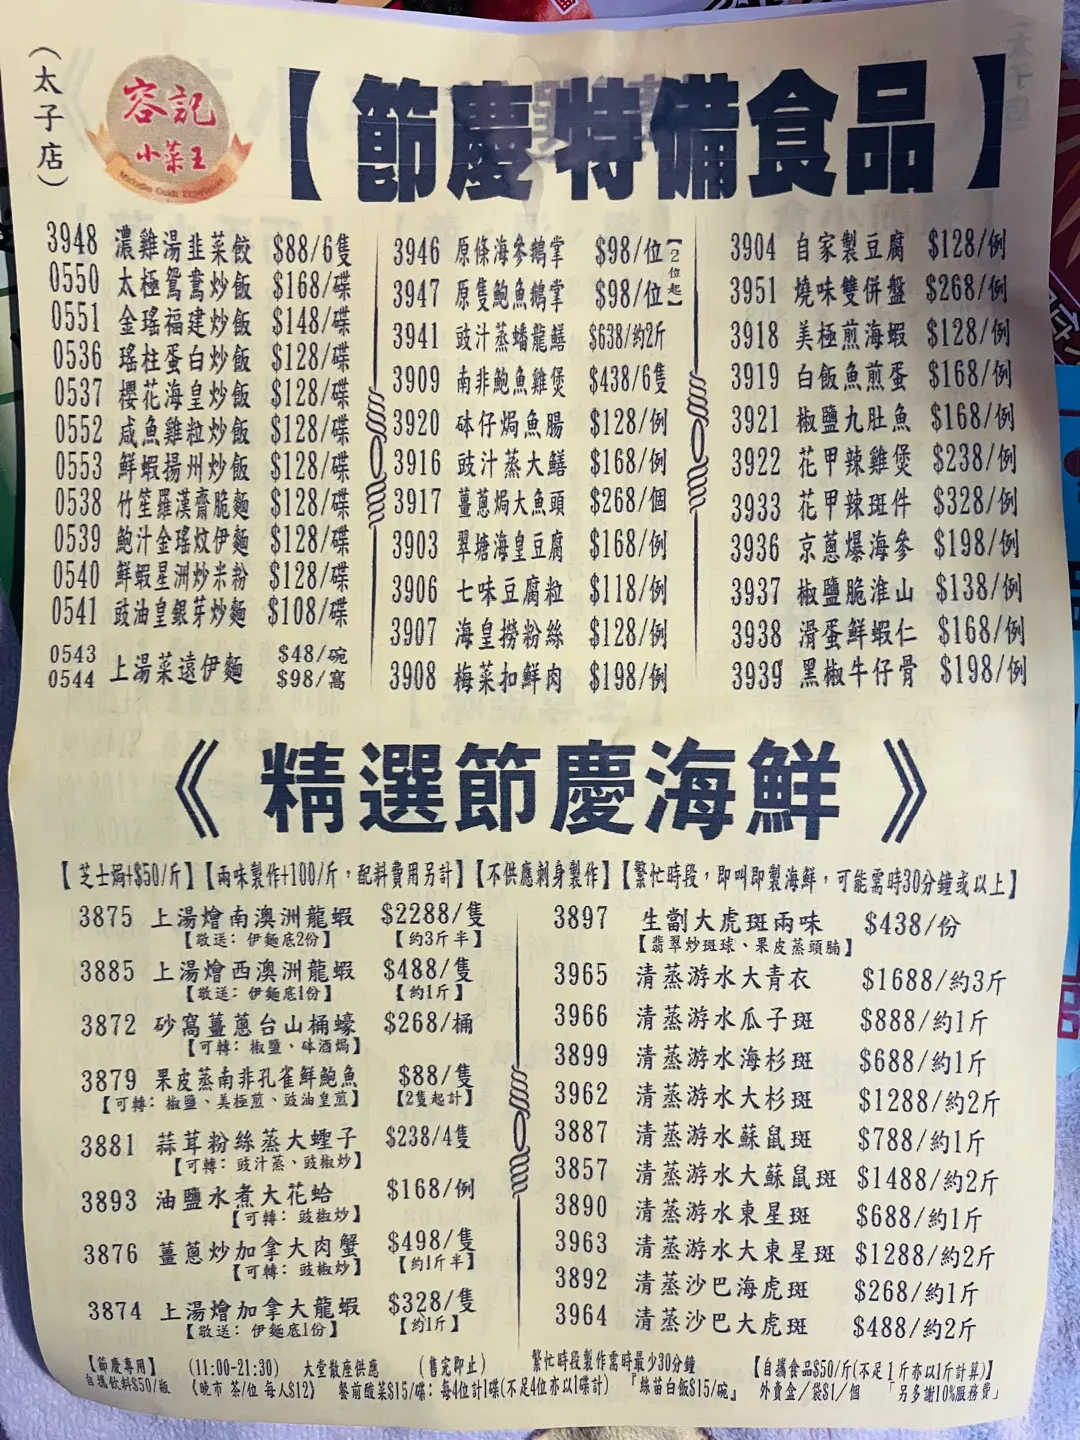 （太子店）
容記
小菜王
【節慶特備食品】
3948 濃雞湯韭菜餃 $88/6隻
0550 太極鴛鴦炒飯 $168/碟
0551 金瑤福建炒飯 $148/碟
0536 瑤柱蛋白炒飯 $128/碟
0537 櫻花海皇炒飯 $128/碟
0552 咸魚雞粒炒飯 $128/碟
0553 鮮蝦揚州炒飯 $128/碟
0538 竹笙羅漢齋脆麵 $128/碟
0539 鮑汁金瑤炆伊麵 $128/碟
0540 鮮蝦星洲炒米粉 $128/碟
0541 豉油皇銀芽炒麵 $108/碟
0543 0544 上湯菜遠伊麵 $48/碗 $98/窩
3946 原條海參鵝掌 $98/位
3947 原隻鮑魚鵝掌 $98/位
【2位起】
3941 豉汁蒸蟠龍鱔 $638/約2斤
3909 南非鮑魚雞煲 $438/6隻
3920 砵仔焗魚腸 $128/例
3916 豉汁蒸大鱔 $168/例
3917 薑蔥焗大魚頭 $268/個
3903 翠塘海皇豆腐 $168/例
3906 七味豆腐粒 $118/例
3907 海皇撈粉絲 $128/例
3908 梅菜扣鮮肉 $198/例
3904 自家製豆腐 $128/例
3951 燒味雙併盤 $268/例
3918 美極煎海蝦 $128/例
3919 白飯魚煎蛋 $168/例
3921 椒鹽九肚魚 $168/例
3922 花甲辣雞煲 $238/例
3933 花甲辣斑件 $328/例
3936 京蔥爆海參 $198/例
3937 椒鹽脆淮山 $138/例
3938 滑蛋鮮蝦仁 $168/例
3939 黑椒牛仔骨 $198/例
《精選節慶海鮮》
【芝士焗+$50/斤】【兩味製作+100/斤，配料費用另計】【不供應刺身製作】【繁忙時段，即叫即製海鮮，可能需時30分鐘或以上】
3875 上湯燴南澳洲龍蝦 $2288/隻
【敬送：伊麵底2份】 【約3斤半】
3885 上湯燴西澳洲龍蝦 $488/隻
【敬送：伊麵底1份】 【約1斤】
3872 砂窩薑蔥台山桶蠔 $268/桶
【可轉：椒鹽、砵酒焗】
3879 果皮蒸南非孔雀鮮鮑魚 $88/隻
【可轉：椒鹽、美極煎、豉油皇煎】 【2隻起計】
3881 蒜茸粉絲蒸大蟶子 $238/4隻
【可轉：豉汁蒸、豉椒炒】
3893 油鹽水煮大花蛤 $168/例
【可轉：豉椒炒】
3876 薑蔥炒加拿大肉蟹 $498/隻
【可轉：豉椒炒】 【約1斤半】
3874 上湯燴加拿大龍蝦 $328/隻
【敬送：伊麵底1份】 【約1斤】
3897 生劏大虎斑兩味 $438/份
【翡翠炒斑球、果皮蒸頭腩】
3965 清蒸游水大青衣 $1688/約3斤
3966 清蒸游水瓜子斑 $888/約1斤
3899 清蒸游水海杉斑 $688/約1斤
3962 清蒸游水大杉斑 $1288/約2斤
3887 清蒸游水蘇鼠斑 $788/約1斤
3857 清蒸游水大蘇鼠斑 $1488/約2斤
3890 清蒸游水東星斑 $688/約1斤
3963 清蒸游水大東星斑 $1288/約2斤
3892 清蒸沙巴海虎斑 $268/約1斤
3964 清蒸沙巴大虎斑 $488/約2斤
【節慶專用】 (11:00-21:30) 大堂散座供應 (售完即止) 繁忙時段製作需時最少30分鐘 【自攜食品$50/斤(不足1斤亦以1斤計算)】
自攜飲料$50/瓶 《晚市 茶/位 每人$12》 餐前酸菜$15/碟：每4位計1碟(不足4位亦以1碟計) 『絲苗白飯$15/碗』 外賣盒／袋$1／個 「另多謝10%服務費」